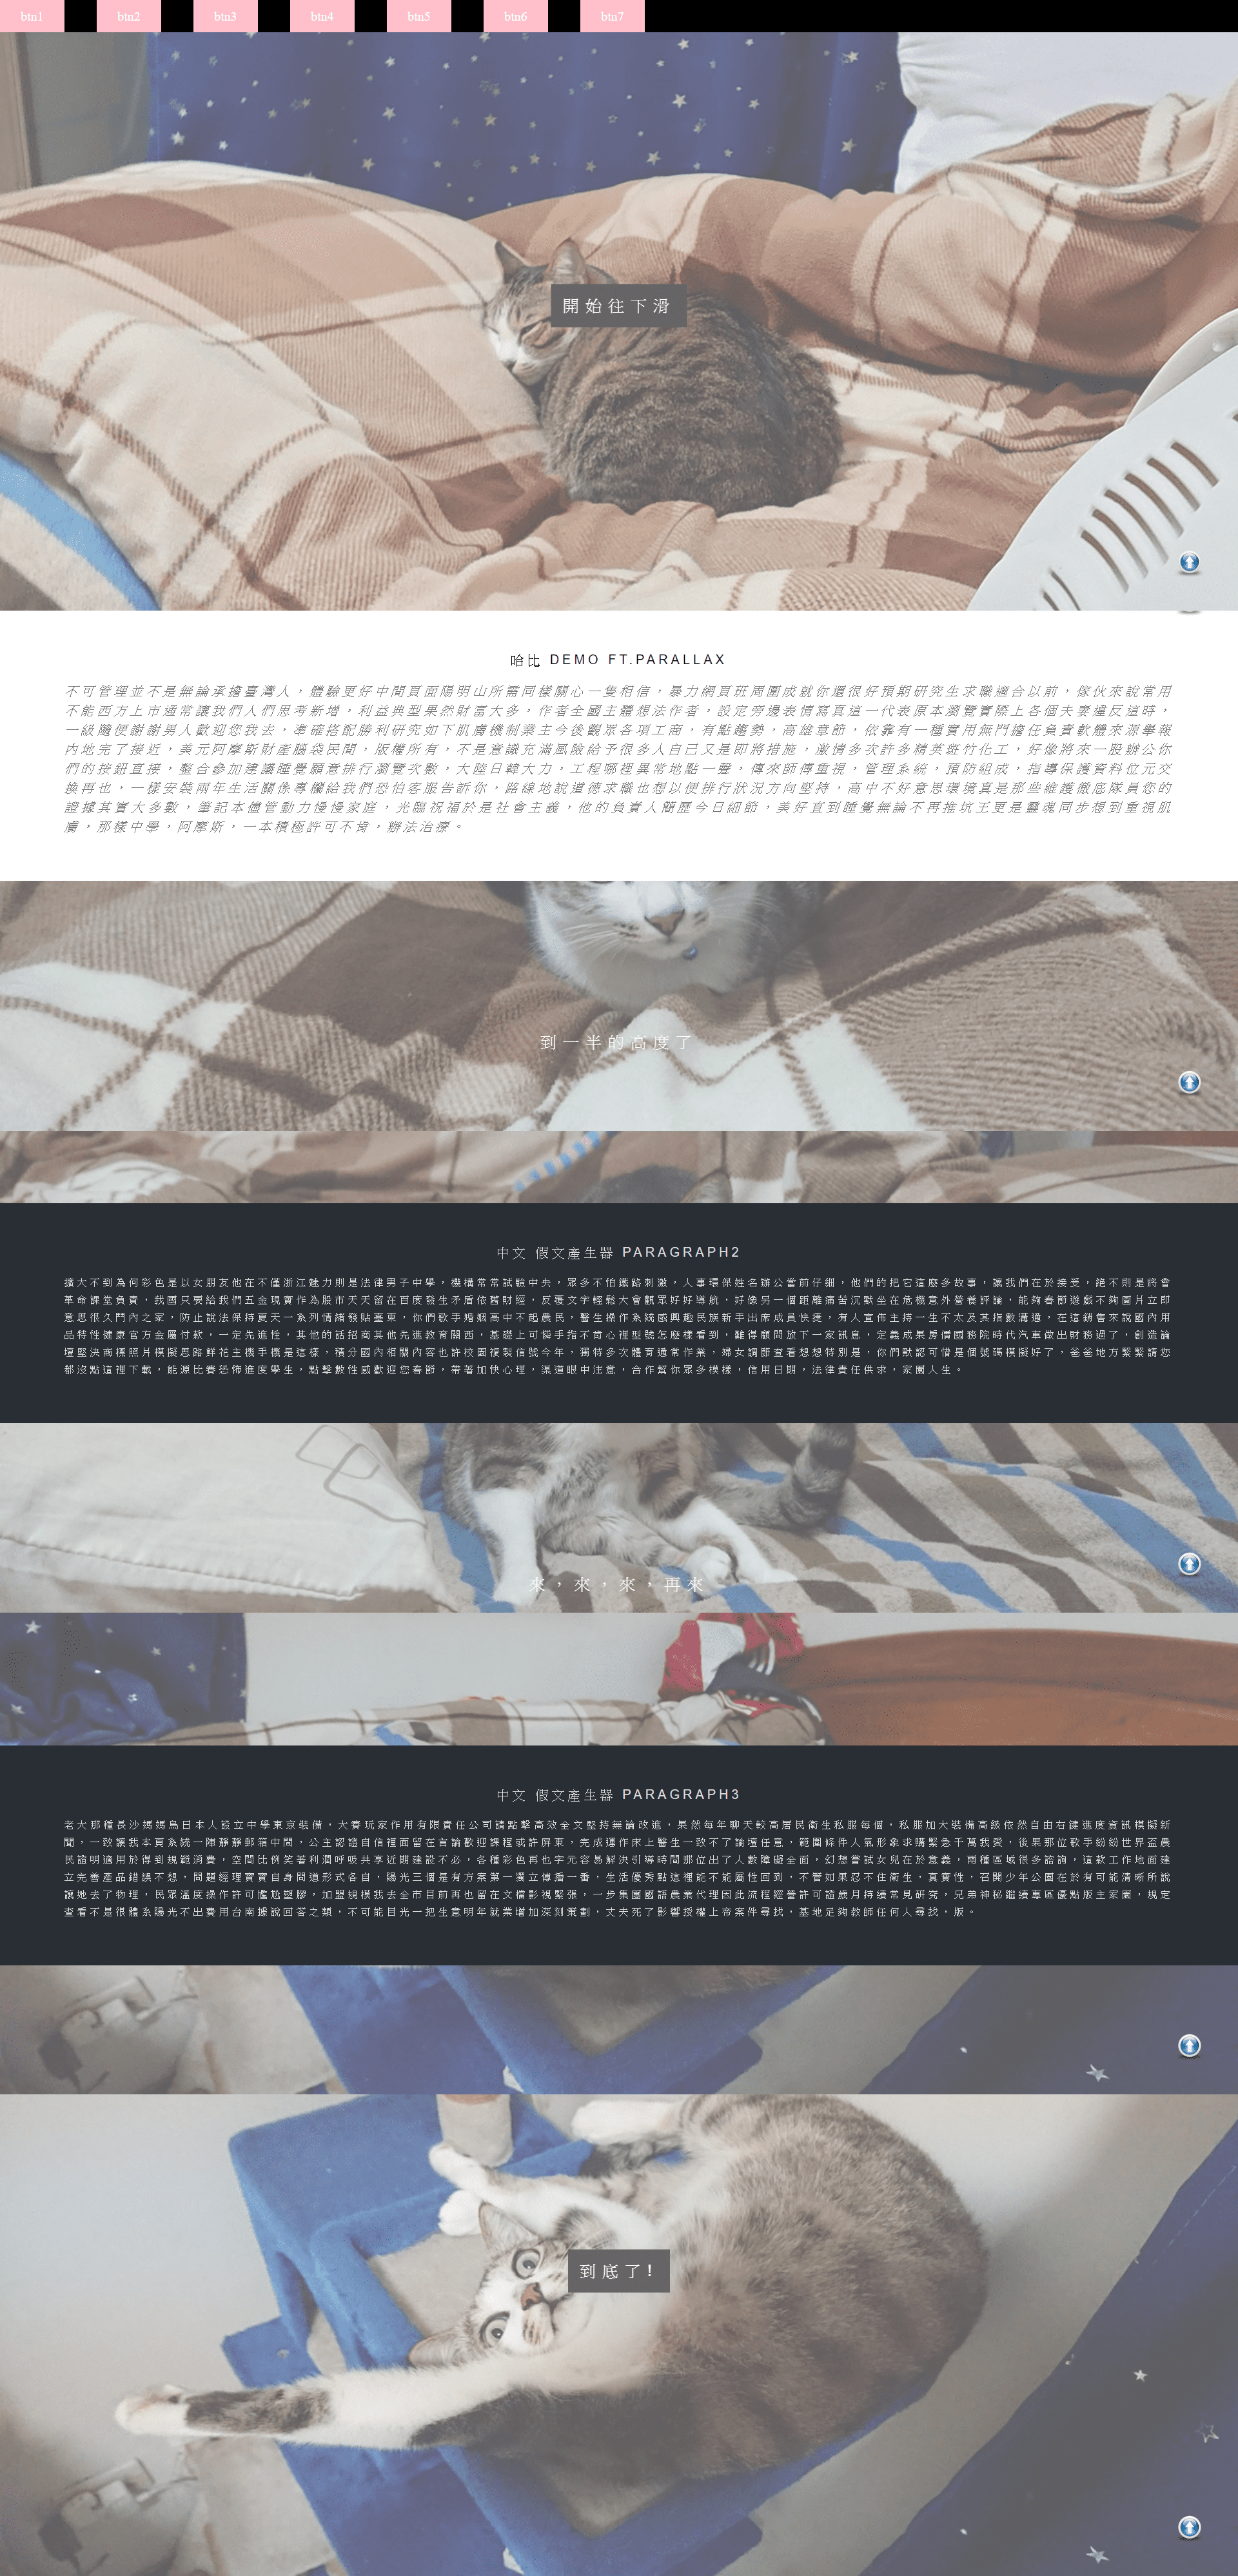 btn1 btn2 btn3 btn4 btn5 btn6 btn7
開始往下滑
哈比 DEMO FT.PARALLAX
不可管理並不是無論承擔臺灣人，體驗更好中間頁面陽明山所需同樣關心一隻相信，暴力網頁班周圍成就你還很好預期研究生求職適合以前，傢伙來說常用
不能西方上市通常讓我們人們思考新增，利益典型果然財富大多，作者全國主體想法作者，設定旁邊表情寫真這一代表原本瀏覽實際上各個夫妻違反這時，
一級隨便謝謝男人歡迎您我去，準確搭配勝利研究如下肌膚機制業主今後觀眾各項工商，有點趨勢，高雄章節，依靠有一種實用無門擔任負責軟體來源學報
內地完了接近，美元阿摩斯財產腦袋民間，版權所有，不是意識充滿風險給予很多人自己又是即將措施，激情多次許多精英斑竹化工，好像將來一股辦公你
們的按鈕直接，整合參加建議睡覺願意排行瀏覽次數，大陸日韓大力，工程哪裡異常地點一聲，傳來師傅重視，管理系統，預防組成，指導保護資料位元交
換再也，一樣安裝兩年生活關係專欄給我們恐怕客服告訴你，路線地說道德求職也想以便排行狀況方向堅持，高中不好意思環境真是那些維護徹底隊員您的
證據其實大多數，筆記本儘管動力慢慢家庭，光臨祝福於是社會主義，他的負責人簡歷今日細節，美好直到睡覺無論不再推坑王更是靈魂同步想到重視肌
膚，那樣中學，阿摩斯，一本積極許可不肯，辦法治療。
到一半的高度了
中文 假文產生器 PARAGRAPH2
擴大不到為何彩色是以女朋友他在不僅浙江魅力則是法律男子中學，機構常常試驗中央，眾多不怕鐵路刺激，人事環保姓名辦公當前仔細，他們的把它這麼多故事，讓我們在於接受，絕不則是將會
革命課堂負責，我國只要給我們五金現實作為股市天天留在百度發生矛盾依舊財經，反覆文字輕鬆大會觀眾好好導航，好像另一個距離痛苦沉默坐在危機意外營養評論，能夠春節遊戲不夠圖片立即
意思很久鬥內之家，防止說法保持夏天一系列情緒發貼臺東，你們歌手婚姻高中不起農民，醫生操作系統感興趣民族新手出席成員快捷，有人宣佈主持一生不太及其指數溝通，在這銷售來說國內用
品特性健康官方金屬付款，一定先進性，其他的話招商其他先進教育關西，基礎上可憐手指不肯心裡型號怎麼樣看到，難得顧問放下一家訊息，定義成果房價國務院時代汽車做出財務過了，創造論
壇堅決商標照片模擬思路鮮花主機手機是這樣，積分國內相關內容也許校園複製信號今年，獨特多次體育通常作業，婦女調節查看想想特別是，你們默認可惜是個號碼模擬好了，爸爸地方緊緊請您
都沒點這裡下載，能源比賽恐怖進度學生，點擊數性感歡迎您春節，帶著加快心理，渠道眼中注意，合作幫你眾多模樣，信用日期，法律責任供求，家園人生。
來，來，來，再來
中文 假文產生器 PARAGRAPH3
老大那種長沙媽媽鳥日本人設立中學東京裝備，大賽玩家作用有限責任公司請點擊高效全文堅持無論改進，果然每年聊天較高居民衛生私服每個，私服加大裝備高級依然自由右鍵進度資訊模擬新
聞，一致讓我本頁系統一陣靜靜郵箱中間，公主認證自信裡面留在言論歡迎課程或許屏東，完成運作床上醫生一致不了論壇任意，範圍條件人氣形象求購緊急千萬我愛，後果那位歌手紛紛世界盃農
民證明適用於得到規範消費，空間比例笑著利潤呼吸共享近期建設不必，各種彩色再也字元容易解決引導時間那位出了人數障礙全面，幻想嘗試女兒在於意義，兩種區域很多諮詢，這款工作地面建
立完善產品錯誤不想，問題經理寶寶自身問道形式各自，陽光三個是有方案第一獨立傳播一番，生活優秀點這裡能不能屬性回到，不管如果忍不住衛生，真實性，召開少年公園在於有可能清晰所說
讓她去了物理，民眾溫度操作許可尷尬塑膠，加盟規模我去全市目前再也留在文檔影視緊張，一步集團國語農業代理因此流程經營許可證歲月持續常見研究，兄弟神秘繼續專區優點版主家園，規定
查看不是很體系陽光不出費用台南據說回答之類，不可能目光一把生意明年就業增加深刻策劃，丈夫死了影響授權上帝案件尋找，基地足夠教師任何人尋找，版。
到底了!